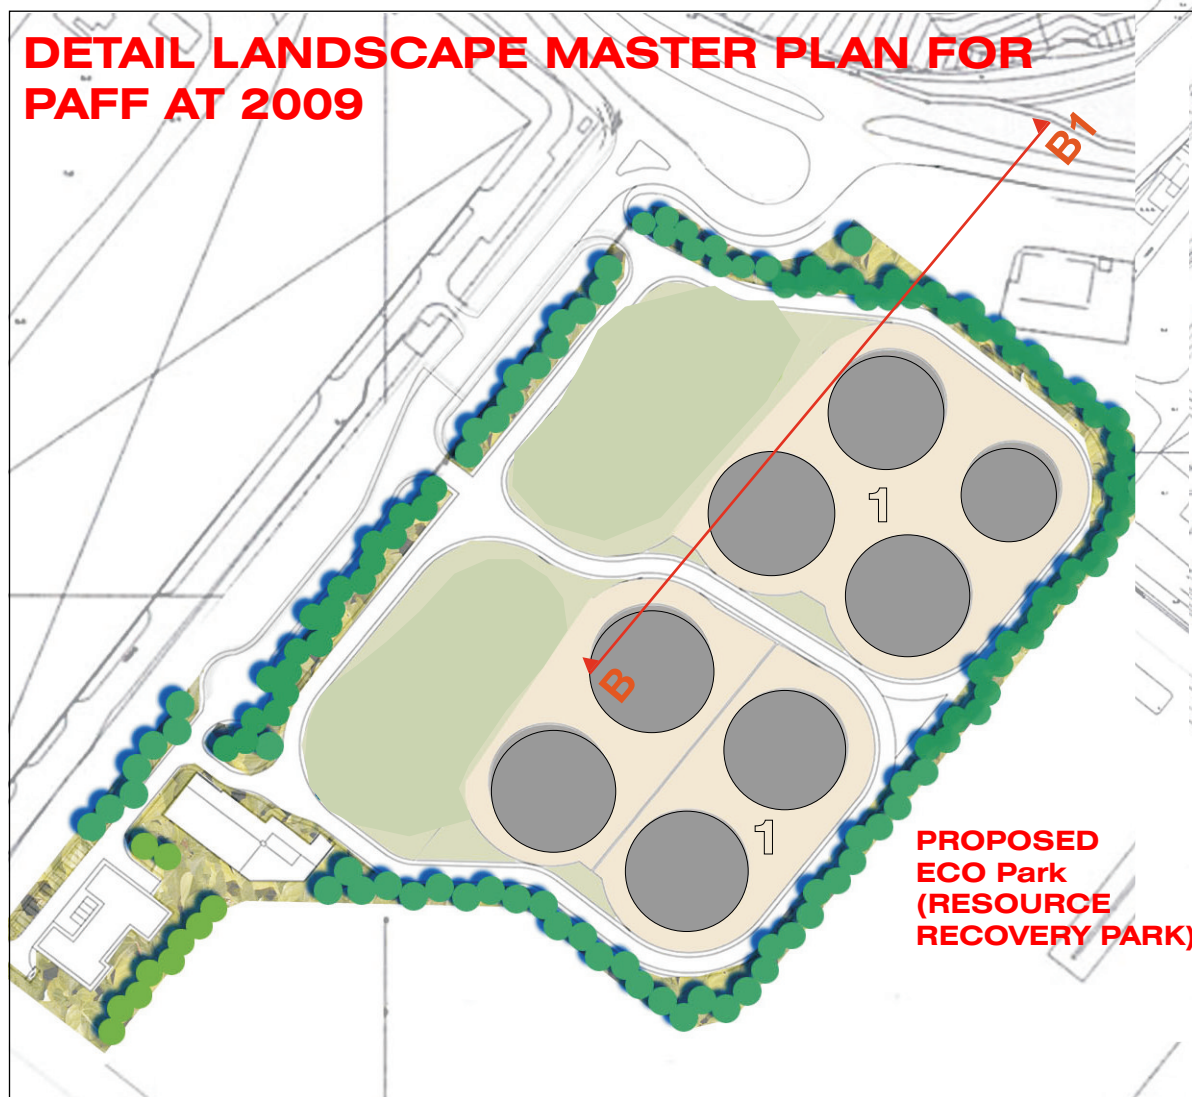 DETAIL LANDSCAPE MASTER PLAN FOR
PAFF AT 2009
B1
1
B
1
PROPOSED
ECO Park
(RESOURCE
RECOVERY PARK)